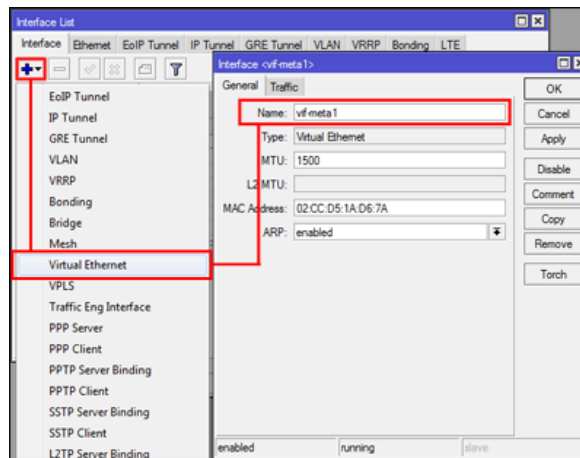 Interface List
Interface Ethernet EoIP Tunnel IP Tunnel GRE Tunnel VLAN VRRP Bonding LTE
EoIP Tunnel
IP Tunnel
GRE Tunnel
VLAN
VRRP
Bonding
Bridge
Mesh
Virtual Ethernet
VPLS
Traffic Eng Interface
PPP Server
PPP Client
PPTP Server Binding
PPTP Client
SSTP Server Binding
SSTP Client
L2TP Server Binding
Interface <vif-meta1>
General Traffic
Name: vif-meta1
Type: Virtual Ethernet
MTU: 1500
L2 MTU:
MAC Address: 02:CC:D5:1A:D6:7A
ARP: enabled
OK
Cancel
Apply
Disable
Comment
Copy
Remove
Torch
enabled running slave